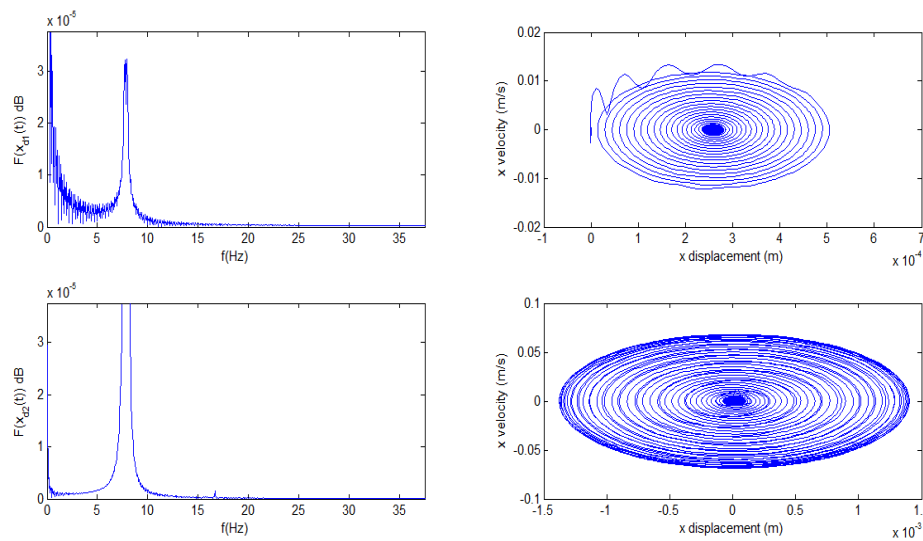 x 10⁻⁵
3
2
1
0
F(x_d1(t)) dB
0 5 10 15 20 25 30 35
f(Hz)
0.02
0.01
0
-0.01
-0.02
x velocity (m/s)
-1 0 1 2 3 4 5 6 7
x displacement (m)
x 10⁻⁴
x 10⁻⁵
3
2
1
0
F(x_d2(t)) dB
0 5 10 15 20 25 30 35
f(Hz)
0.1
0.05
0
-0.05
-0.1
x velocity (m/s)
-1.5 -1 -0.5 0 0.5 1 1.
x displacement (m)
x 10⁻³